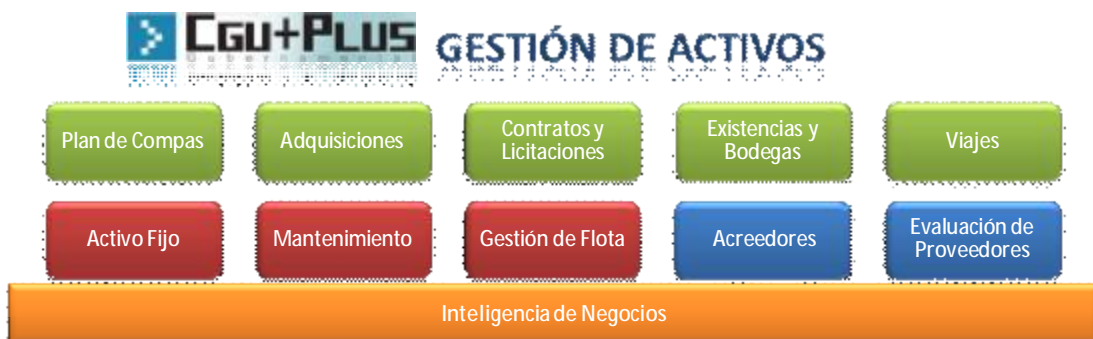 CGU+PLUS GESTIÓN DE ACTIVOS
Plan de Compas
Adquisiciones
Contratos y
Licitaciones
Existencias y
Bodegas
Viajes
Activo Fijo
Mantenimiento
Gestión de Flota
Acreedores
Evaluación de
Proveedores
Inteligencia de Negocios